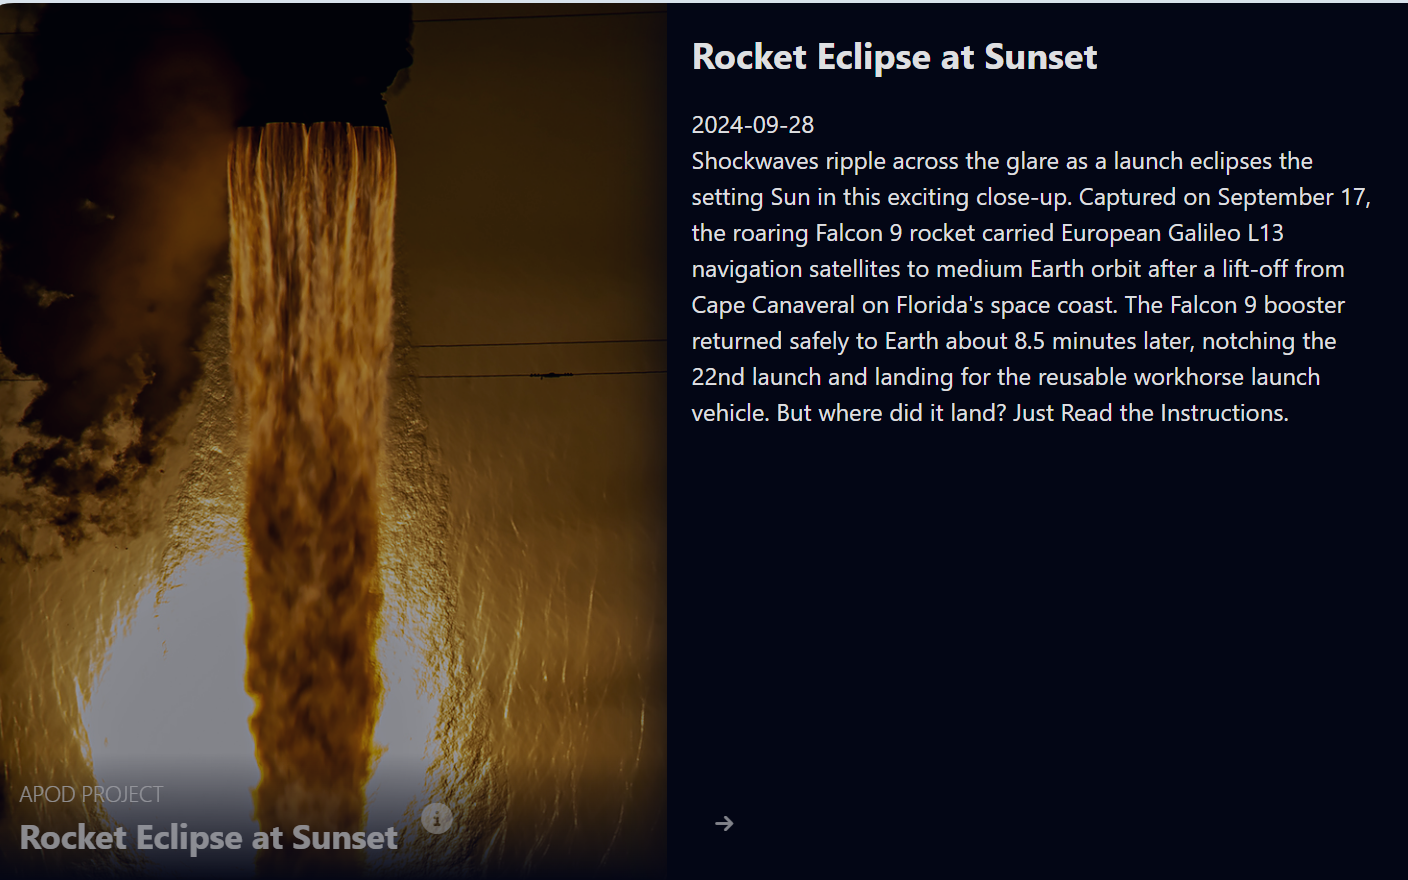 Rocket Eclipse at Sunset
2024-09-28
Shockwaves ripple across the glare as a launch eclipses the
setting Sun in this exciting close-up. Captured on September 17,
the roaring Falcon 9 rocket carried European Galileo L13
navigation satellites to medium Earth orbit after a lift-off from
Cape Canaveral on Florida's space coast. The Falcon 9 booster
returned safely to Earth about 8.5 minutes later, notching the
22nd launch and landing for the reusable workhorse launch
vehicle. But where did it land? Just Read the Instructions.
APOD PROJECT
Rocket Eclipse at Sunset